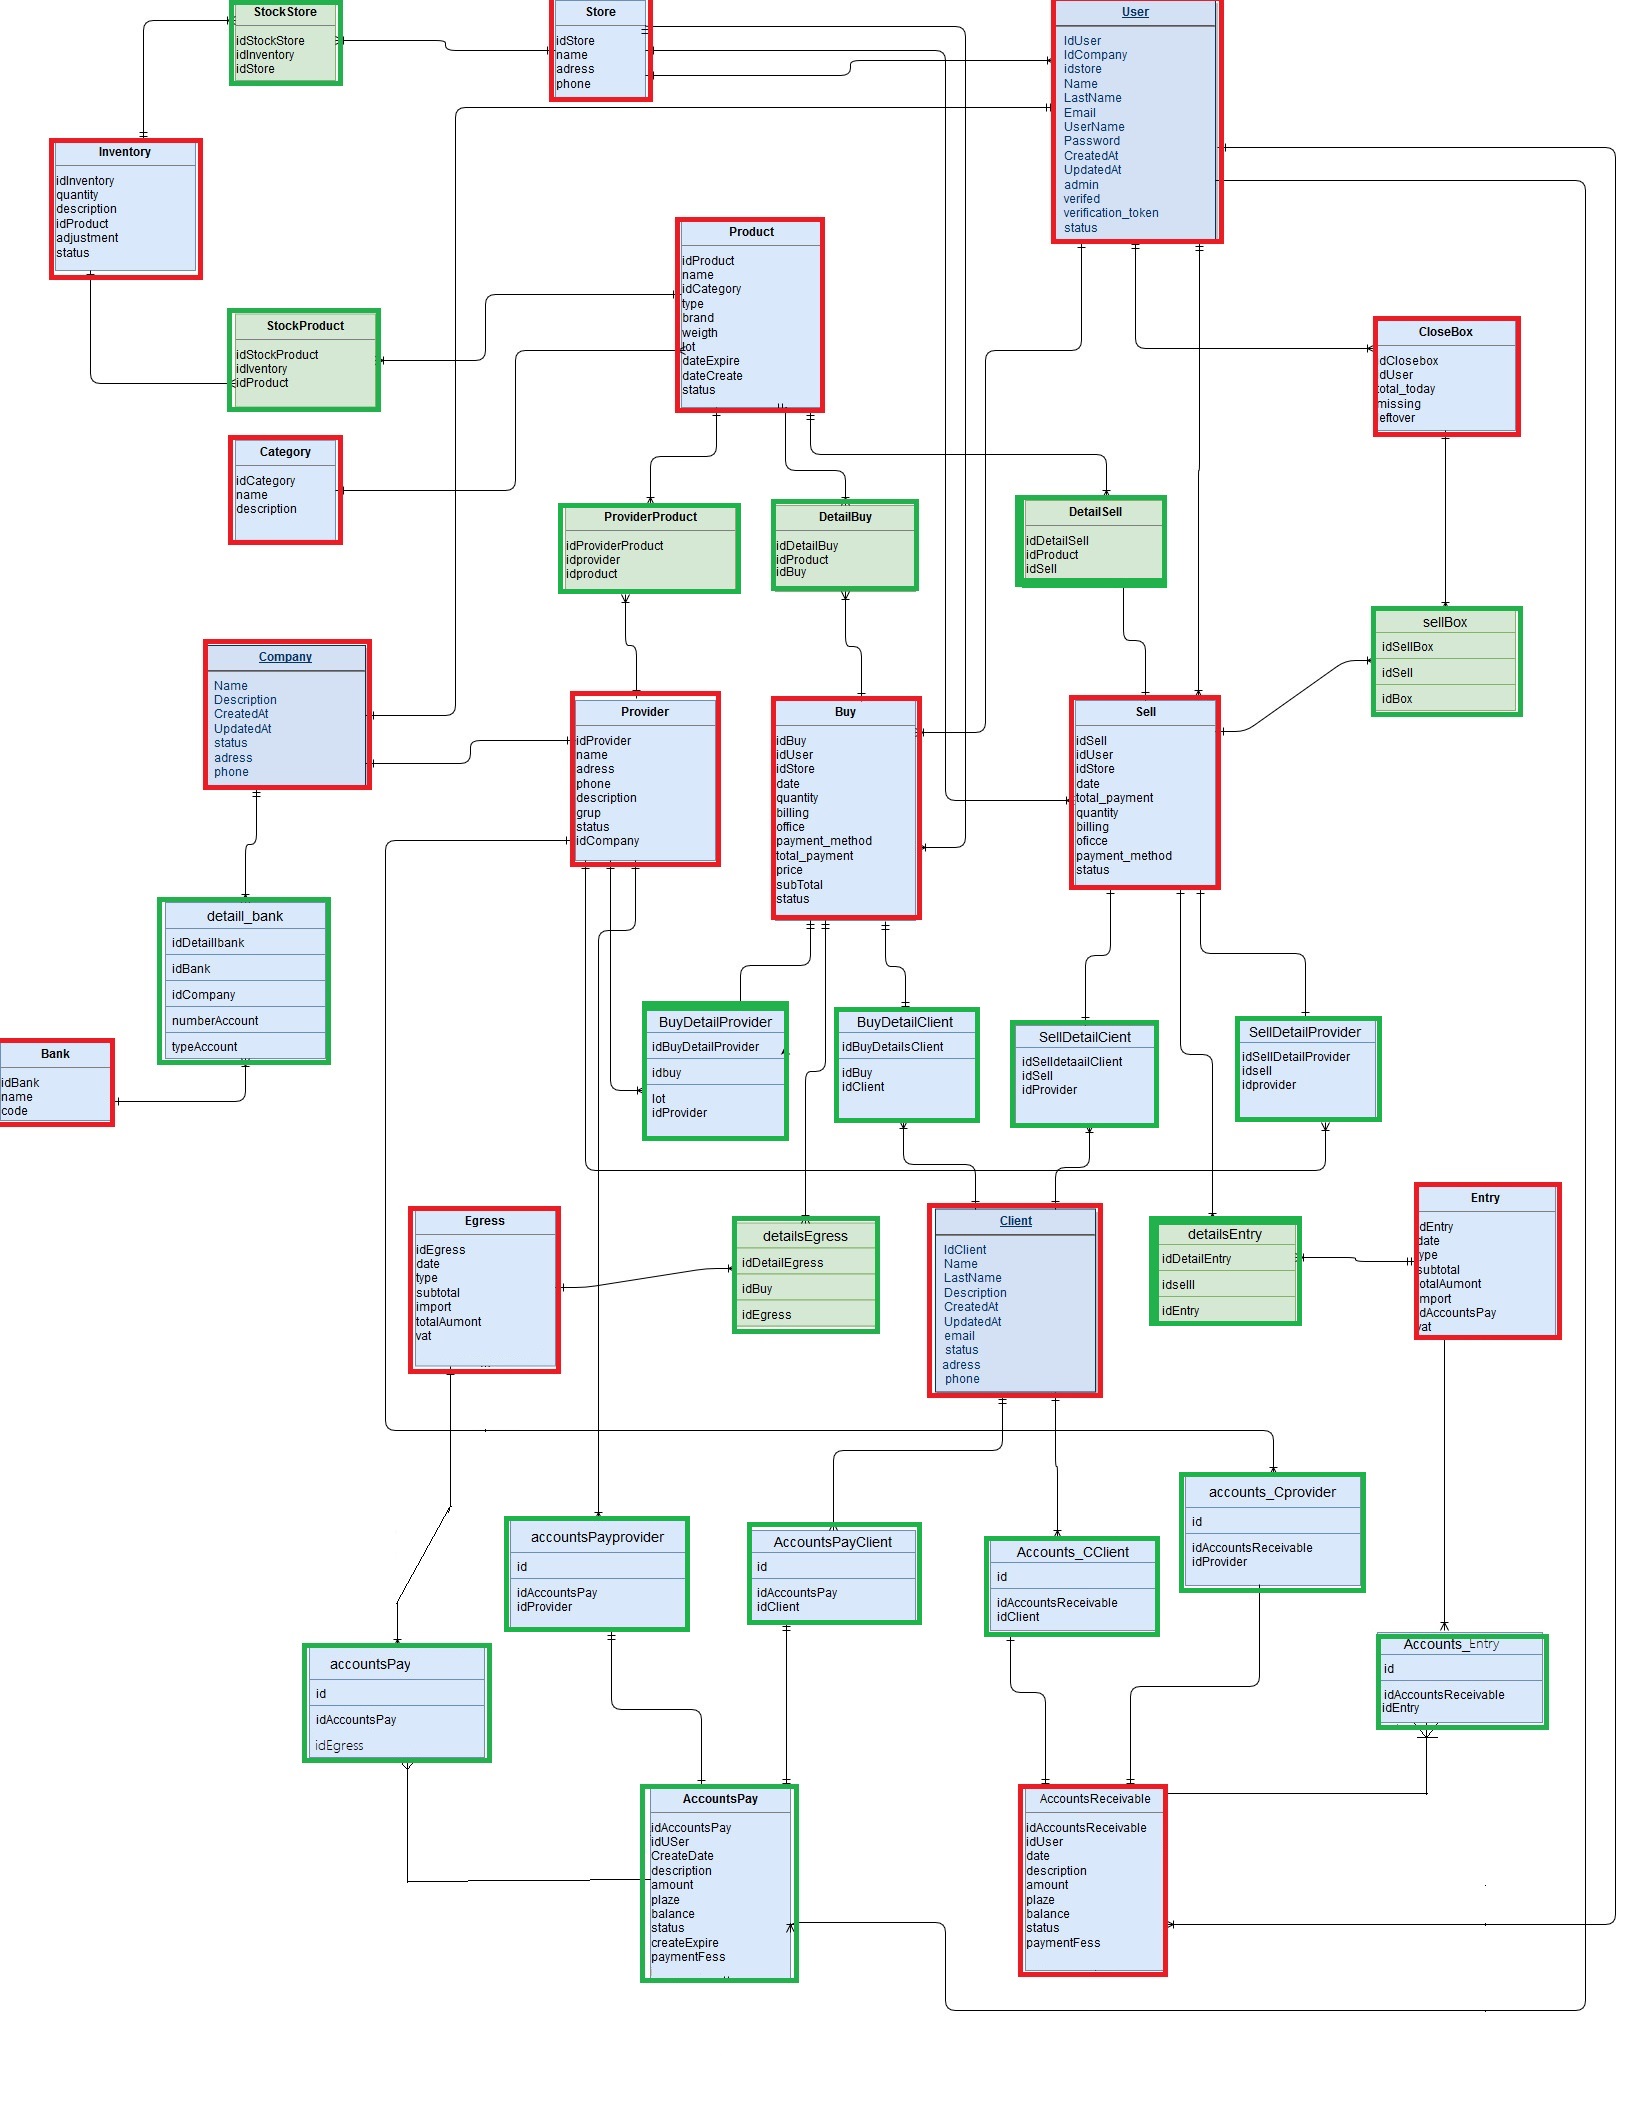 StockStore
idStockStore
idInventory
idStore
Store
idStore
name
adress
phone
User
IdUser
IdCompany
idstore
Name
LastName
Email
UserName
Password
CreatedAt
UpdatedAt
admin
verifed
verification_token
status
Inventory
idInventory
quantity
description
idProduct
adjustment
status
Product
idProduct
name
idCategory
type
brand
weigth
lot
dateExpire
dateCreate
status
StockProduct
idStockProduct
idIventory
idProduct
CloseBox
dClosebox
dUser
total_today
missing
eftover
Category
idCategory
name
description
ProviderProduct
idProviderProduct
idprovider
idproduct
DetailBuy
idDetailBuy
idProduct
idBuy
DetailSell
idDetailSell
idProduct
idSell
sellBox
idSellBox
idSell
idBox
Company
Name
Description
CreatedAt
UpdatedAt
status
adress
phone
Provider
idProvider
name
adress
phone
description
grup
status
idCompany
Buy
idBuy
idUser
idStore
date
quantity
billing
office
payment_method
total_payment
price
subTotal
status
Sell
idSell
idUser
idStore
date
total_payment
quantity
billing
oficce
payment_method
status
detaill_bank
idDetaillbank
idBank
idCompany
numberAccount
typeAccount
Bank
idBank
name
code
BuyDetailProvider
idBuyDetailProvider
idbuy
lot
idProvider
BuyDetailClient
idBuyDetailsClient
idBuy
idClient
SellDetailCient
idSelldetaailClient
idSell
idProvider
SellDetailProvider
idSellDetailProvider
idsell
idprovider
Egress
idEgress
date
type
subtotal
import
totalAumont
vat
detailsEgress
idDetailEgress
idBuy
idEgress
Client
IdClient
Name
LastName
Description
CreatedAt
UpdatedAt
email
status
adress
phone
detailsEntry
idDetailEntry
idselll
idEntry
Entry
dEntry
date
ype
subtotal
otalAumont
mport
dAccountsPay
vat
accountsPayprovider
id
idAccountsPay
idProvider
AccountsPayClient
id
idAccountsPay
idClient
Accounts_CClient
id
idAccountsReceivable
idClient
accounts_Cprovider
id
idAccountsReceivable
idProvider
accountsPay
id
idAccountsPay
idEgress
Accounts_Entry
id
idAccountsReceivable
idEntry
AccountsPay
idAccountsPay
idUSer
CreateDate
description
amount
plaze
balance
status
createExpire
paymentFess
AccountsReceivable
idAccountsReceivable
idUser
date
description
amount
plaze
balance
status
paymentFess